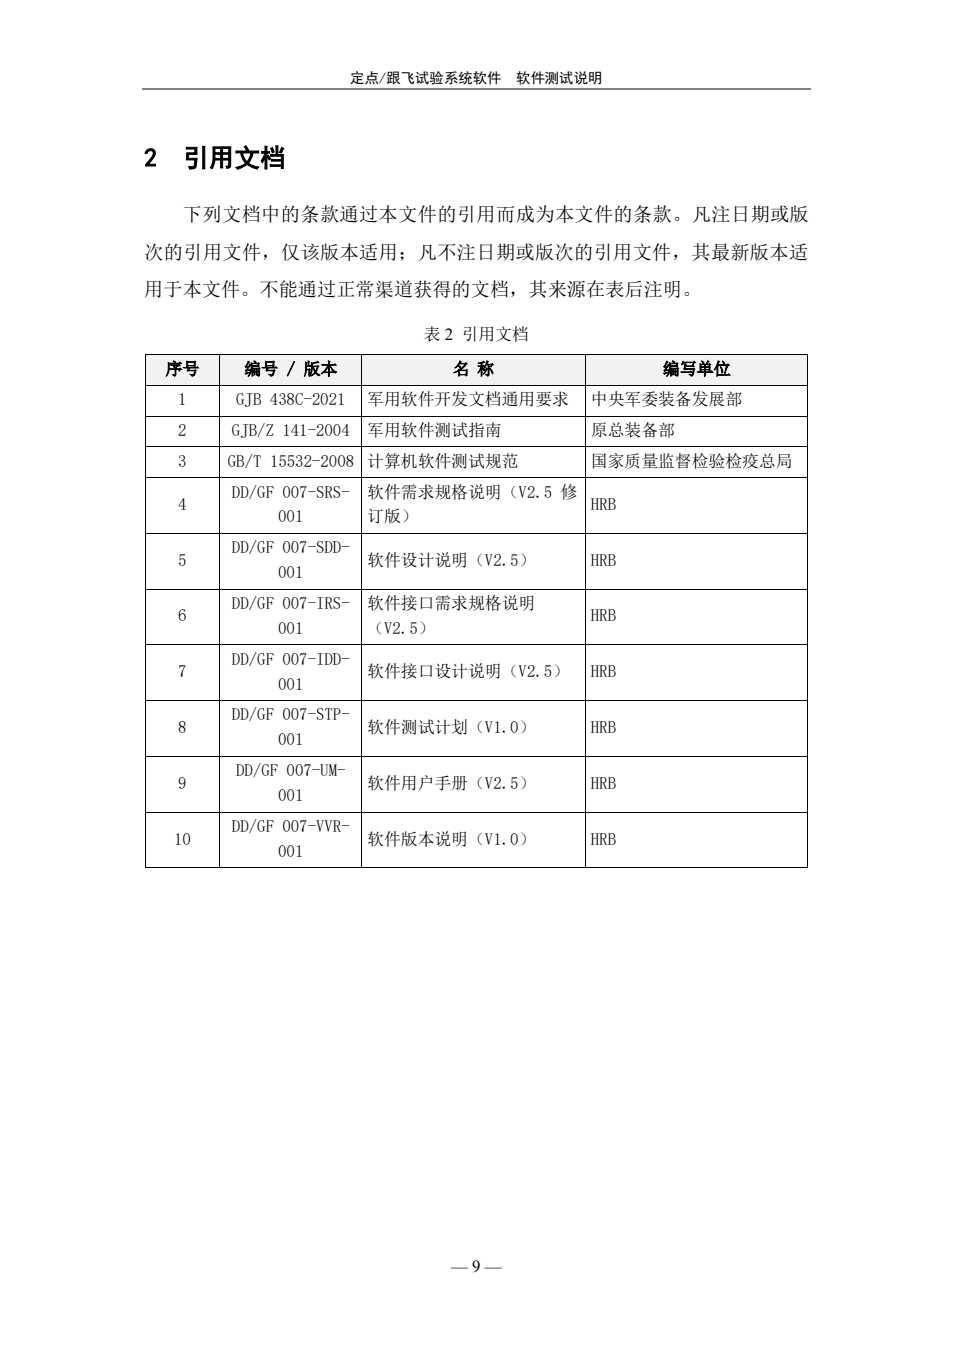 定点/跟飞试验系统软件 软件测试说明
2 引用文档
下列文档中的条款通过本文件的引用而成为本文件的条款。凡注日期或版
次的引用文件，仅该版本适用；凡不注日期或版次的引用文件，其最新版本适
用于本文件。不能通过正常渠道获得的文档，其来源在表后注明。
表 2 引用文档
序号 编号 / 版本 名 称 编写单位
1 GJB 438C-2021 军用软件开发文档通用要求 中央军委装备发展部
2 GJB/Z 141-2004 军用软件测试指南 原总装备部
3 GB/T 15532-2008 计算机软件测试规范 国家质量监督检验检疫总局
4 DD/GF 007-SRS-001 软件需求规格说明（V2.5 修订版） HRB
5 DD/GF 007-SDD-001 软件设计说明（V2.5） HRB
6 DD/GF 007-IRS-001 软件接口需求规格说明（V2.5） HRB
7 DD/GF 007-IDD-001 软件接口设计说明（V2.5） HRB
8 DD/GF 007-STP-001 软件测试计划（V1.0） HRB
9 DD/GF 007-UM-001 软件用户手册（V2.5） HRB
10 DD/GF 007-VVR-001 软件版本说明（V1.0） HRB
— 9 —